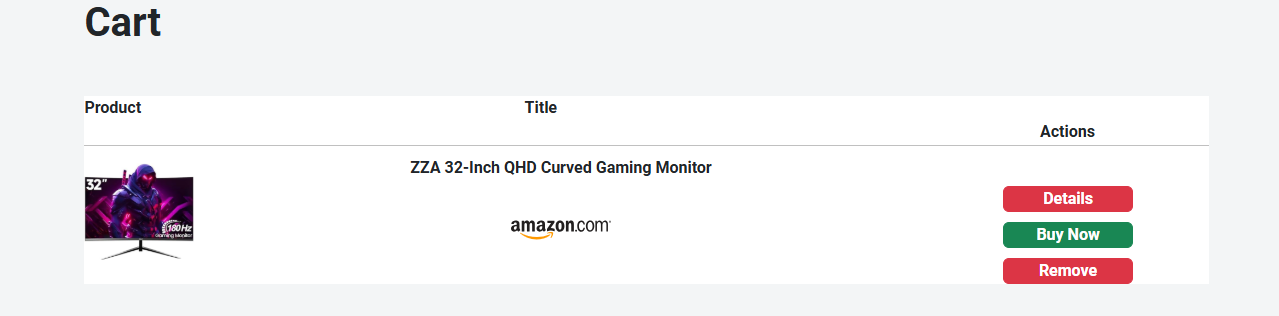 Cart
Product
Title
Actions
32"
180 Hz
Gaming Monitor
ZZA 32-Inch QHD Curved Gaming Monitor
amazon.com
Details
Buy Now
Remove